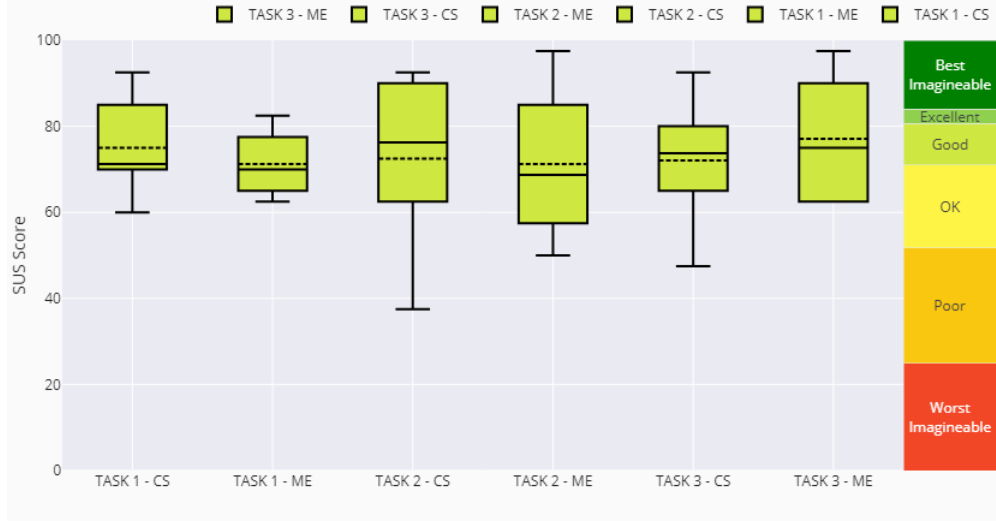 TASK 3 - ME TASK 3 - CS TASK 2 - ME TASK 2 - CS TASK 1 - ME TASK 1 - CS
100
80
60
40
20
0
SUS Score
TASK 1 - CS TASK 1 - ME TASK 2 - CS TASK 2 - ME TASK 3 - CS TASK 3 - ME
Best
Imagineable
Excellent
Good
OK
Poor
Worst
Imagineable